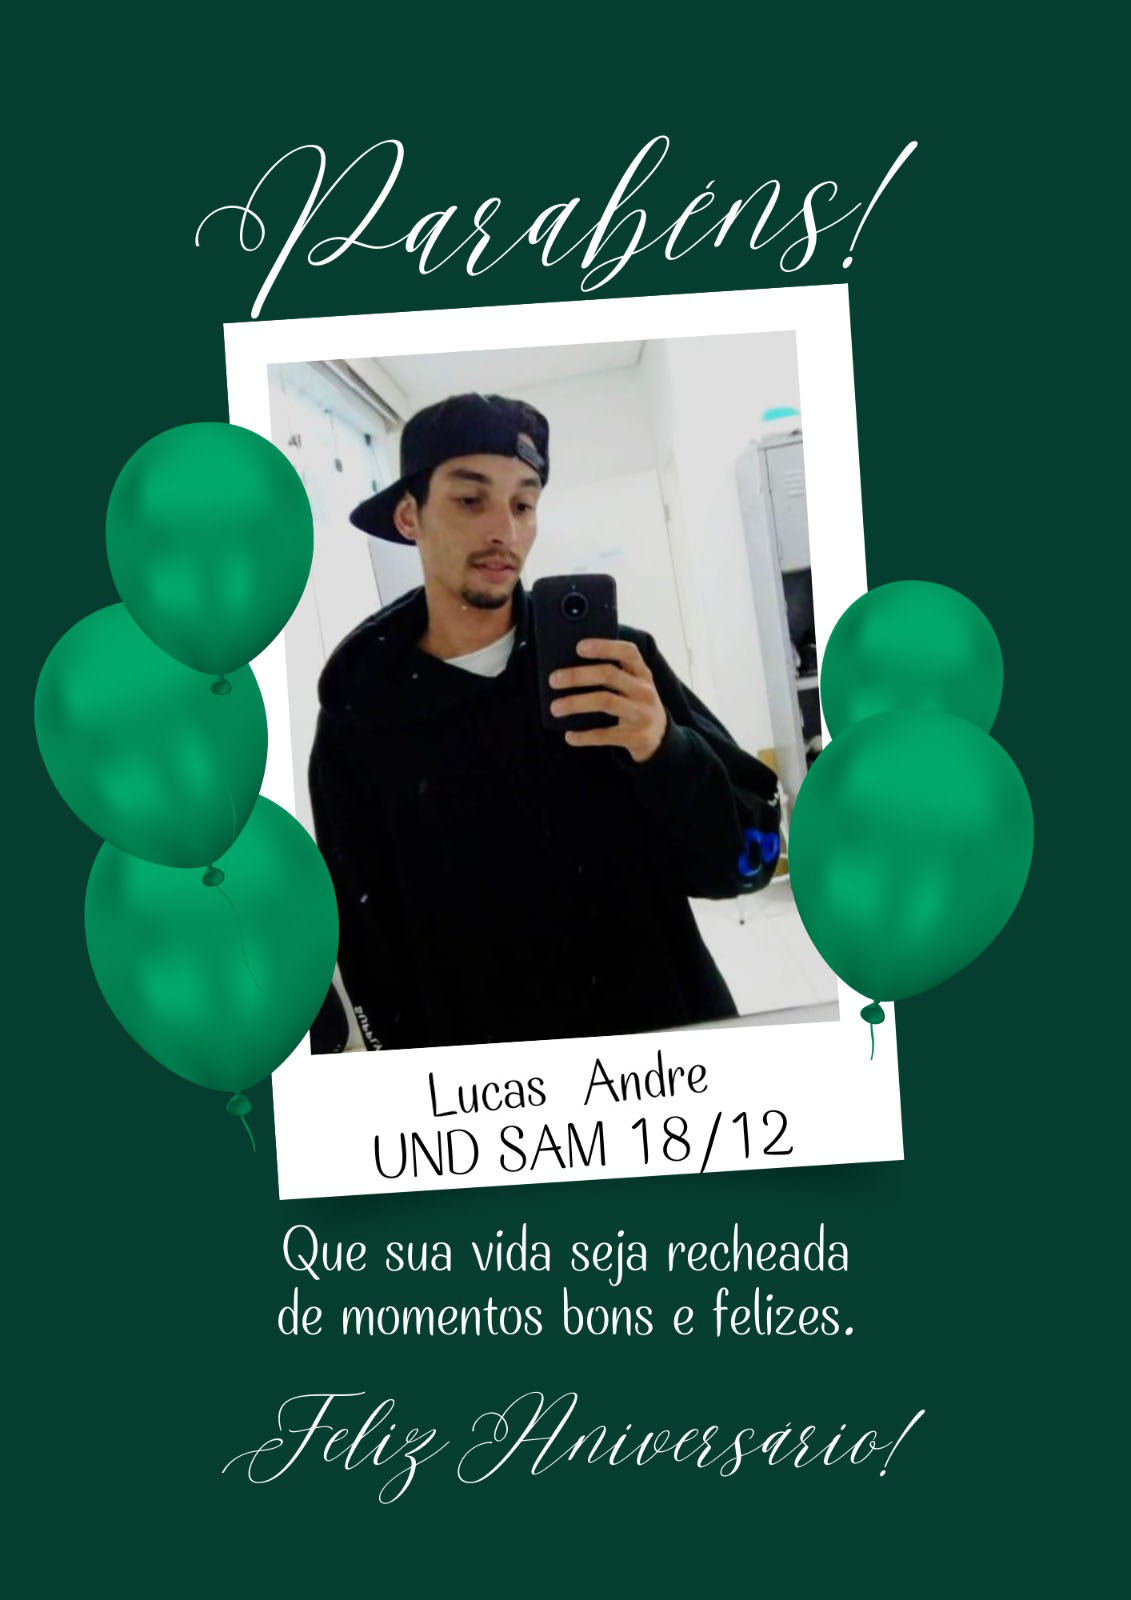 Parabéns!
Lucas Andre
UND SAM 18/12
Que sua vida seja recheada
de momentos bons e felizes.
Feliz Aniversário!